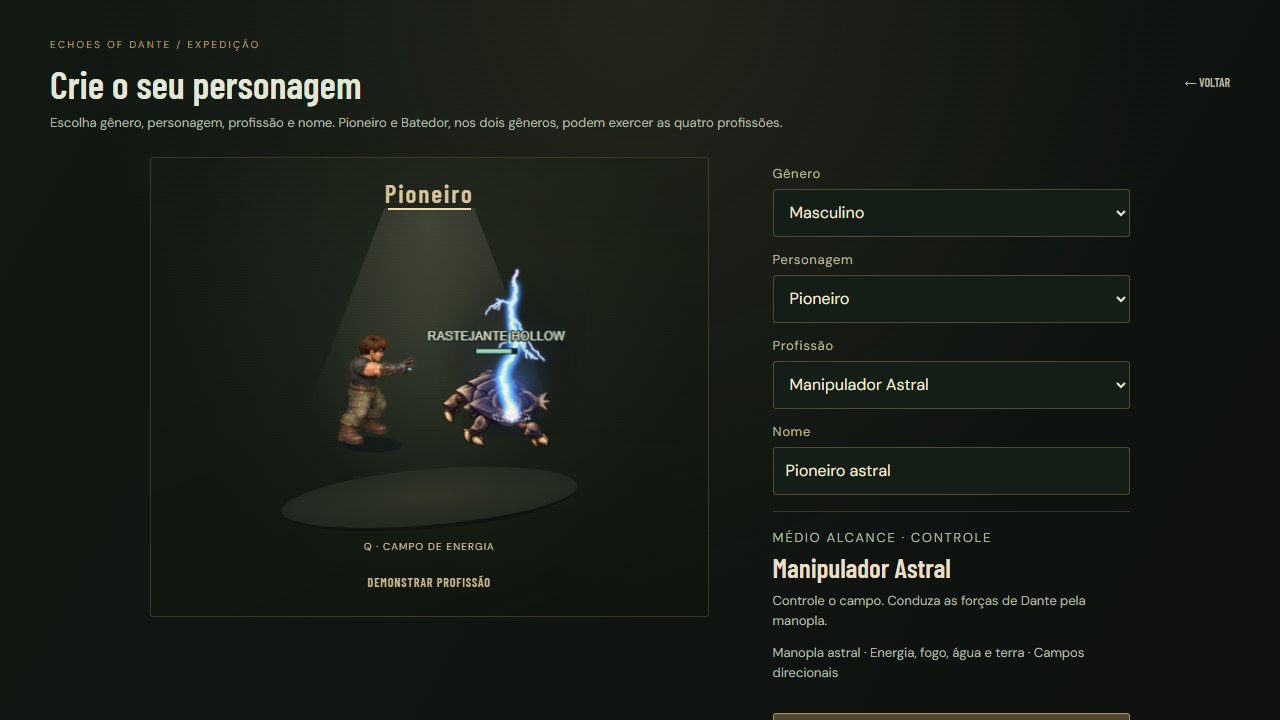 ECHOES OF DANTE / EXPEDIÇÃO
Crie o seu personagem
← VOLTAR
Escolha gênero, personagem, profissão e nome. Pioneiro e Batedor, nos dois gêneros, podem exercer as quatro profissões.
Pioneiro
RASTEJANTE HOLLOW
Q · CAMPO DE ENERGIA
DEMONSTRAR PROFISSÃO
Gênero
Masculino
Personagem
Pioneiro
Profissão
Manipulador Astral
Nome
Pioneiro astral
MÉDIO ALCANCE · CONTROLE
Manipulador Astral
Controle o campo. Conduza as forças de Dante pela
manopla.
Manopla astral · Energia, fogo, água e terra · Campos
direcionais